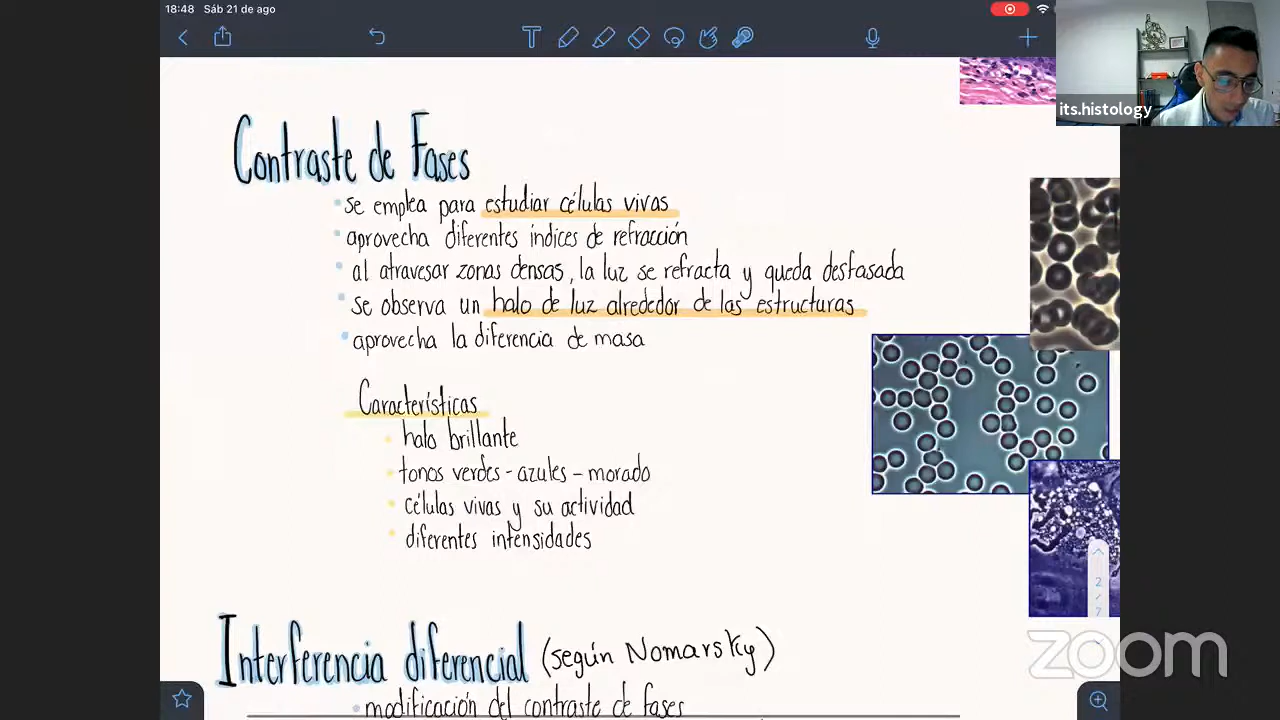 18:48 Sáb 21 de ago
its.histology
Contraste de Fases
• se emplea para estudiar células vivas
• aprovecha diferentes índices de refracción
• al atravesar zonas densas, la luz se refracta y queda desfasada
• se observa un halo de luz alrededor de las estructuras
• aprovecha la diferencia de masa
Características
• halo brillante
• tonos verdes - azules - morado
• células vivas y su actividad
• diferentes intensidades
2
/
7
Interferencia diferencial (según Nomarsky)
• modificación del contraste de fases
zoom